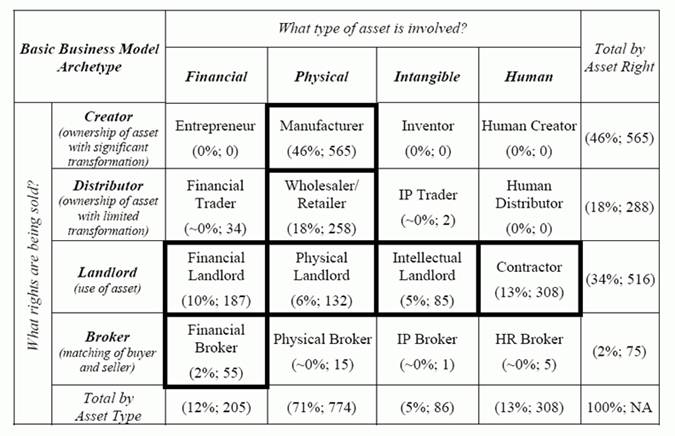 Basic Business Model
Archetype
What type of asset is involved?
Total by
Asset Right
Financial
Physical
Intangible
Human
What rights are being sold?
Creator
(ownership of asset
with significant
transformation)
Entrepreneur
(0%; 0)
Manufacturer
(46%; 565)
Inventor
(0%; 0)
Human Creator
(0%; 0)
(46%; 565)
Distributor
(ownership of asset
with limited
transformation)
Financial
Trader
(~0%; 34)
Wholesaler/
Retailer
(18%; 258)
IP Trader
(~0%; 2)
Human
Distributor
(0%; 0)
(18%; 288)
Landlord
(use of asset)
Financial
Landlord
(10%; 187)
Physical
Landlord
(6%; 132)
Intellectual
Landlord
(5%; 85)
Contractor
(13%; 308)
(34%; 516)
Broker
(matching of buyer
and seller)
Financial
Broker
(2%; 55)
Physical Broker
(~0%; 15)
IP Broker
(~0%; 1)
HR Broker
(~0%; 5)
(2%; 75)
Total by
Asset Type
(12%; 205)
(71%; 774)
(5%; 86)
(13%; 308)
100%; NA